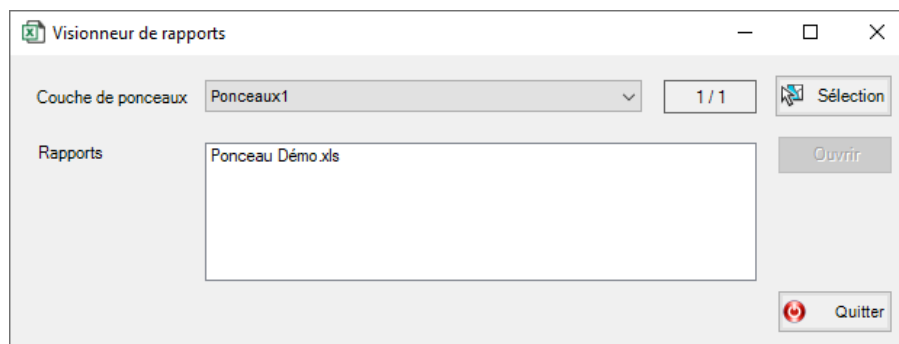 Visionneur de rapports
Couche de ponceaux Ponceaux1 1 / 1 Sélection
Rapports Ponceau Démo.xls Ouvrir
Quitter